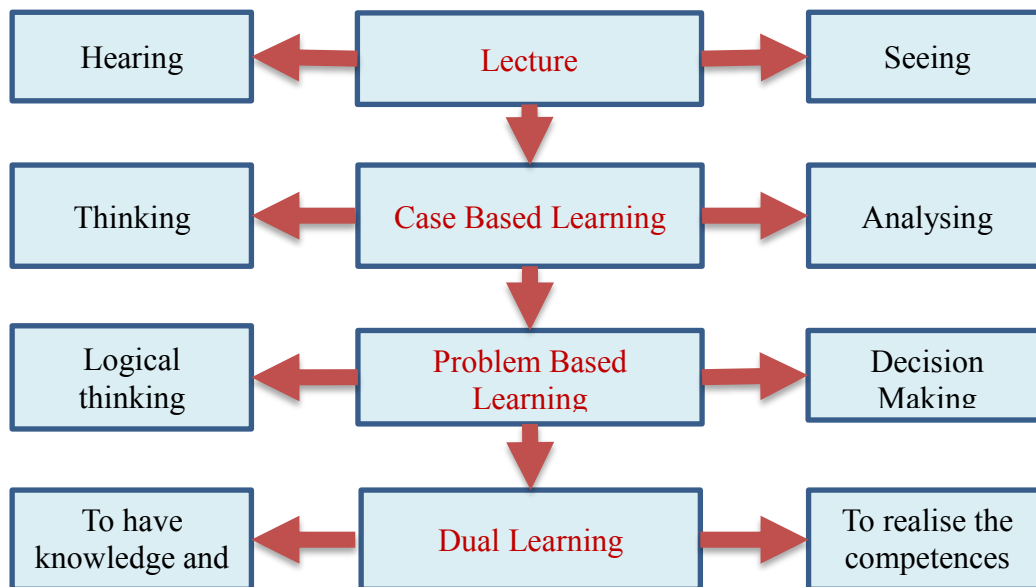 Hearing
Lecture
Seeing
Thinking
Case Based Learning
Analysing
Logical
thinking
Problem Based
Learning
Decision
Making
To have
knowledge and
Dual Learning
To realise the
competences